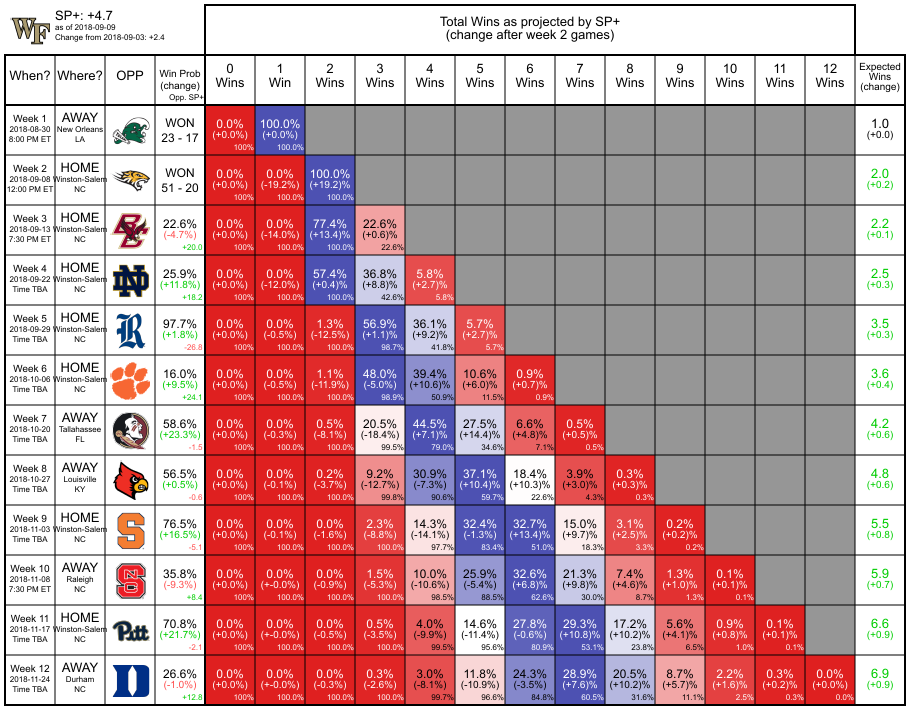 WF
SP+: +4.7
as of 2018-09-09
Change from 2018-09-03: +2.4
Total Wins as projected by SP+
(change after week 2 games)
When? Where? OPP Win Prob (change) Opp. SP+ 0 Wins 1 Win 2 Wins 3 Wins 4 Wins 5 Wins 6 Wins 7 Wins 8 Wins 9 Wins 10 Wins 11 Wins 12 Wins Expected Wins (change)
Week 1 AWAY WON 0.0% 100.0% 1.0
2018-08-30 New Orleans 23 - 17 (+0.0%) (+0.0%) (+0.0)
8:00 PM ET LA 100% 100.0%
Week 2 HOME WON 0.0% 0.0% 100.0% 2.0
2018-09-08 Winston-Salem 51 - 20 (+0.0%) (-19.2%) (+19.2)% (+0.2)
12:00 PM ET NC 100% 100.0% 100.0%
Week 3 HOME BC 22.6% 0.0% 0.0% 77.4% 22.6% 2.2
2018-09-13 Winston-Salem (-4.7%) (+0.0%) (-14.0%) (+13.4)% (+0.6)% (+0.1)
7:30 PM ET NC +20.0 100% 100.0% 100.0% 22.6%
Week 4 HOME ND 25.9% 0.0% 0.0% 57.4% 36.8% 5.8% 2.5
2018-09-22 Winston-Salem (+11.8%) (+0.0%) (-12.0%) (+0.4)% (+8.8)% (+2.7)% (+0.3)
Time TBA NC +18.2 100% 100.0% 100.0% 42.6% 5.8%
Week 5 HOME R 97.7% 0.0% 0.0% 1.3% 56.9% 36.1% 5.7% 3.5
2018-09-29 Winston-Salem (+1.8%) (+0.0%) (-0.5%) (-12.5%) (+1.1)% (+9.2)% (+2.7)% (+0.3)
Time TBA NC -26.8 100% 100.0% 100.0% 98.7% 41.8% 5.7%
Week 6 HOME 16.0% 0.0% 0.0% 1.1% 48.0% 39.4% 10.6% 0.9% 3.6
2018-10-06 Winston-Salem (+9.5%) (+0.0%) (-0.5%) (-11.9%) (-5.0%) (+10.6)% (+6.0)% (+0.7)% (+0.4)
Time TBA NC +24.1 100% 100.0% 100.0% 98.9% 50.9% 11.5% 0.9%
Week 7 AWAY 58.6% 0.0% 0.0% 0.5% 20.5% 44.5% 27.5% 6.6% 0.5% 4.2
2018-10-20 Tallahassee (+23.3%) (+0.0%) (-0.3%) (-8.1%) (-18.4%) (+7.1)% (+14.4)% (+4.8)% (+0.5)% (+0.6)
Time TBA FL -1.5 100% 100.0% 100.0% 99.5% 79.0% 34.6% 7.1% 0.5%
Week 8 AWAY 56.5% 0.0% 0.0% 0.2% 9.2% 30.9% 37.1% 18.4% 3.9% 0.3% 4.8
2018-10-27 Louisville (+0.5%) (+0.0%) (-0.1%) (-3.7%) (-12.7%) (-7.3%) (+10.4)% (+10.3)% (+3.0)% (+0.3)% (+0.6)
Time TBA KY -0.6 100% 100.0% 100.0% 99.8% 90.6% 59.7% 22.6% 4.3% 0.3%
Week 9 HOME S 76.5% 0.0% 0.0% 0.0% 2.3% 14.3% 32.4% 32.7% 15.0% 3.1% 0.2% 5.5
2018-11-03 Winston-Salem (+16.5%) (+0.0%) (-0.1%) (-1.6%) (-8.8%) (-14.1%) (-1.3%) (+13.4)% (+9.7)% (+2.5)% (+0.2)% (+0.8)
Time TBA NC -5.1 100% 100.0% 100.0% 100.0% 97.7% 83.4% 51.0% 18.3% 3.3% 0.2%
Week 10 AWAY NCS 35.8% 0.0% 0.0% 0.0% 1.5% 10.0% 25.9% 32.6% 21.3% 7.4% 1.3% 0.1% 5.9
2018-11-08 Raleigh (-9.3%) (+0.0%) (-0.0%) (-0.9%) (-5.3%) (-10.6%) (-5.4%) (+6.8)% (+9.8)% (+4.6)% (+1.0)% (+0.1)% (+0.7)
7:30 PM ET NC +8.4 100% 100.0% 100.0% 100.0% 98.5% 88.5% 62.6% 30.0% 8.7% 1.3% 0.1%
Week 11 HOME Pitt 70.8% 0.0% 0.0% 0.0% 0.5% 4.0% 14.6% 27.8% 29.3% 17.2% 5.6% 0.9% 0.1% 6.6
2018-11-17 Winston-Salem (+21.7%) (+0.0%) (-0.0%) (-0.5%) (-3.5%) (-9.9%) (-11.4%) (-0.6%) (+10.8)% (+10.2)% (+4.1)% (+0.8)% (+0.1)% (+0.9)
Time TBA NC -2.1 100% 100.0% 100.0% 100.0% 99.5% 95.6% 80.9% 53.1% 23.8% 6.5% 1.0% 0.1%
Week 12 AWAY D 26.6% 0.0% 0.0% 0.0% 0.3% 3.0% 11.8% 24.3% 28.9% 20.5% 8.7% 2.2% 0.3% 0.0% 6.9
2018-11-24 Durham (-1.0%) (+0.0%) (-0.0%) (-0.3%) (-2.6%) (-8.1%) (-10.9%) (-3.5%) (+7.6)% (+10.2)% (+5.7)% (+1.6)% (+0.2)% (+0.0)% (+0.9)
Time TBA NC +12.8 100% 100.0% 100.0% 100.0% 99.7% 96.6% 84.8% 60.5% 31.6% 11.1% 2.5% 0.3% 0.0%